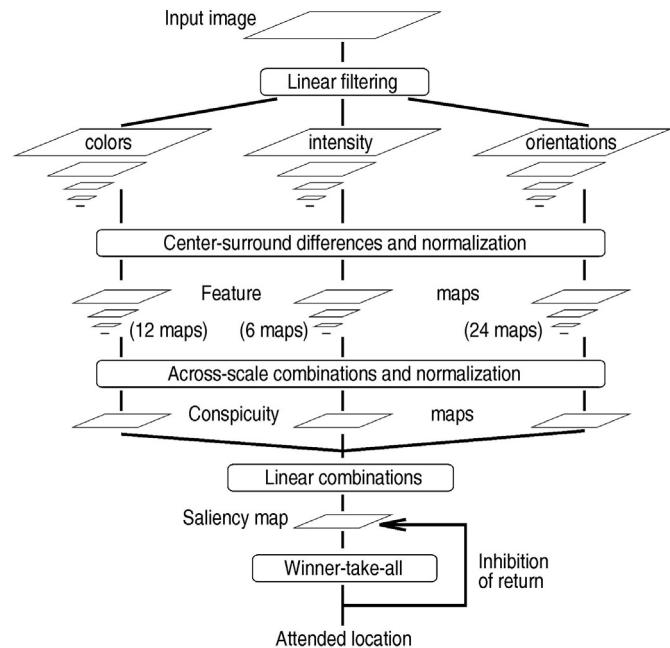 Input image
Linear filtering
colors intensity orientations
Center-surround differences and normalization
Feature maps
(12 maps) (6 maps) (24 maps)
Across-scale combinations and normalization
Conspicuity maps
Linear combinations
Saliency map
Winner-take-all
Inhibition
of return
Attended location